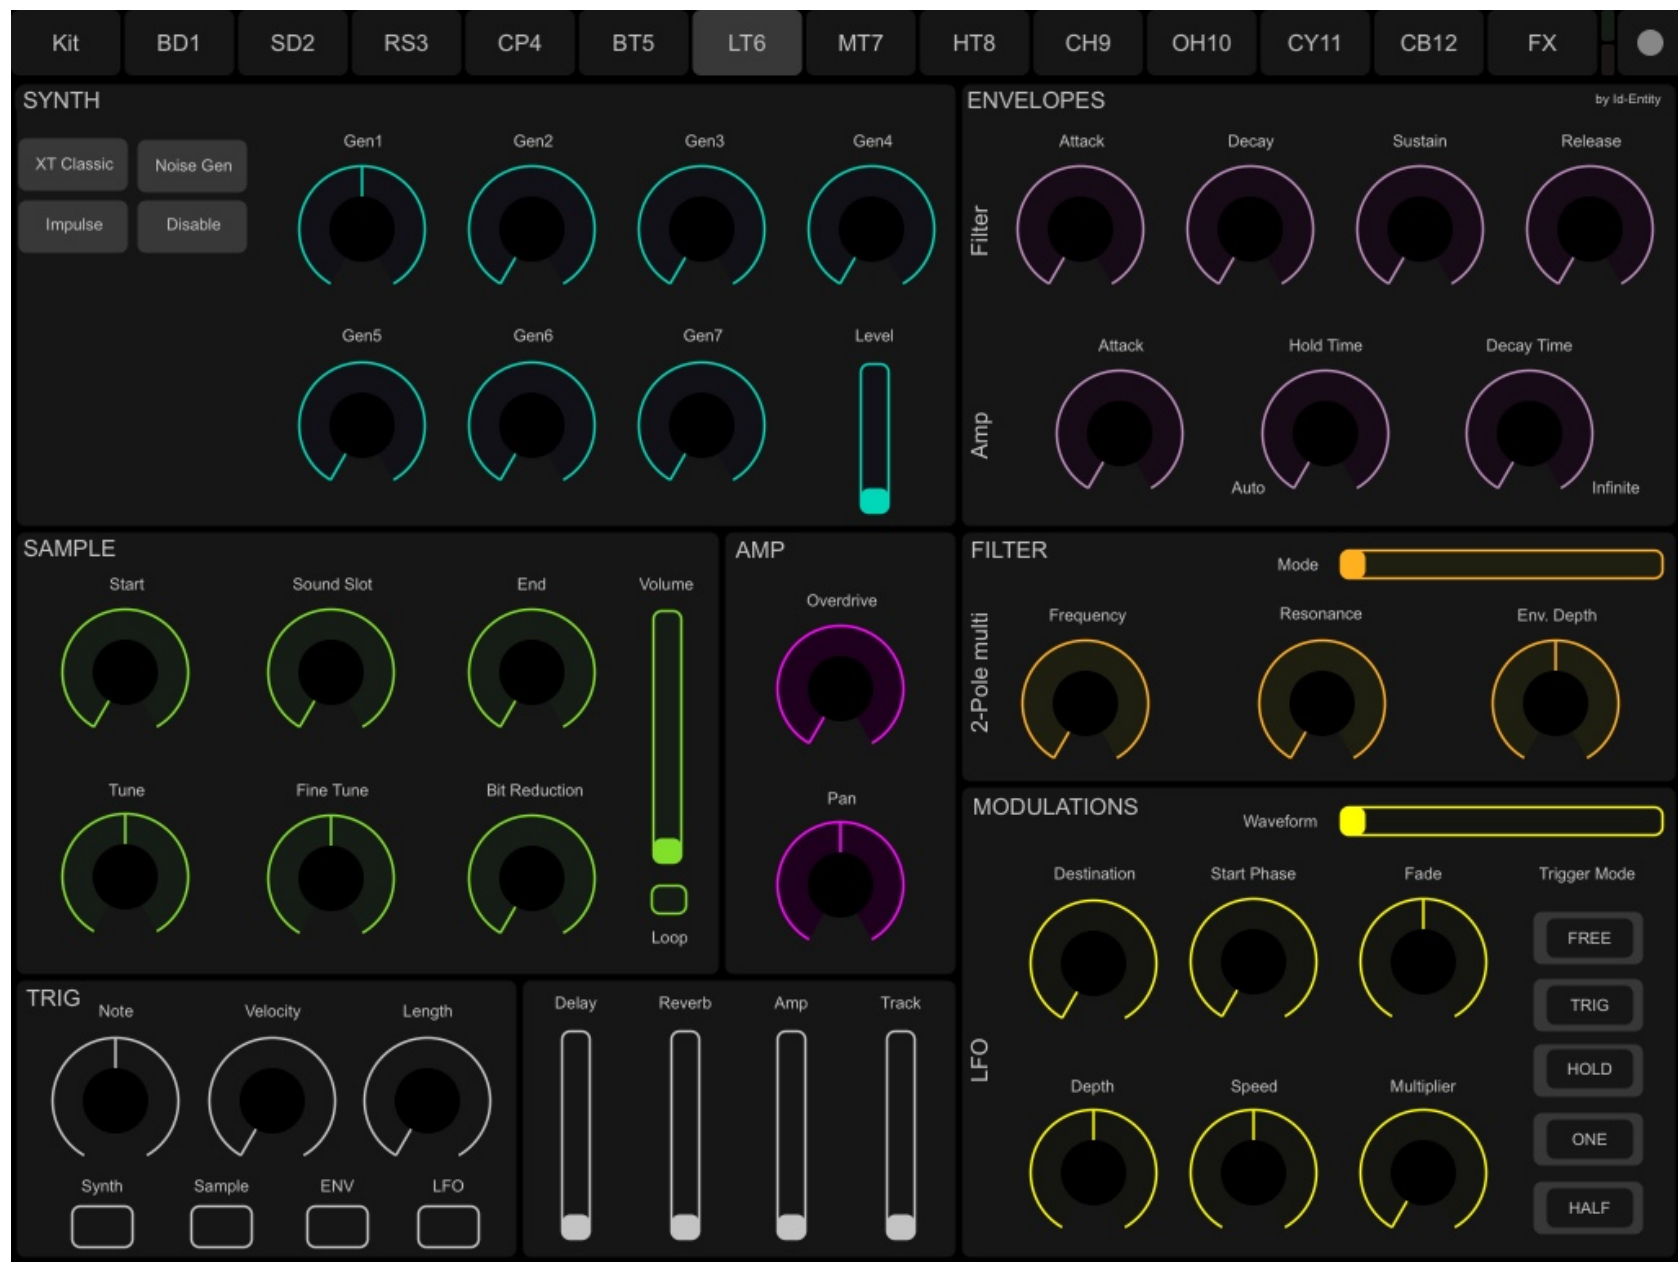 Kit BD1 SD2 RS3 CP4 BT5 LT6 MT7 HT8 CH9 OH10 CY11 CB12 FX
SYNTH
XT Classic Noise Gen
Impulse Disable
Gen1 Gen2 Gen3 Gen4
Gen5 Gen6 Gen7 Level
ENVELOPES
by Id-Entity
Filter
Attack Decay Sustain Release
Amp
Attack Hold Time Decay Time
Auto Infinite
SAMPLE
Start Sound Slot End Volume
Tune Fine Tune Bit Reduction
Loop
AMP
Overdrive
Pan
FILTER
Mode
2-Pole multi
Frequency Resonance Env. Depth
MODULATIONS
Waveform
LFO
Destination Start Phase Fade Trigger Mode
Depth Speed Multiplier
FREE
TRIG
HOLD
ONE
HALF
TRIG
Note Velocity Length
Synth Sample ENV LFO
Delay Reverb Amp Track